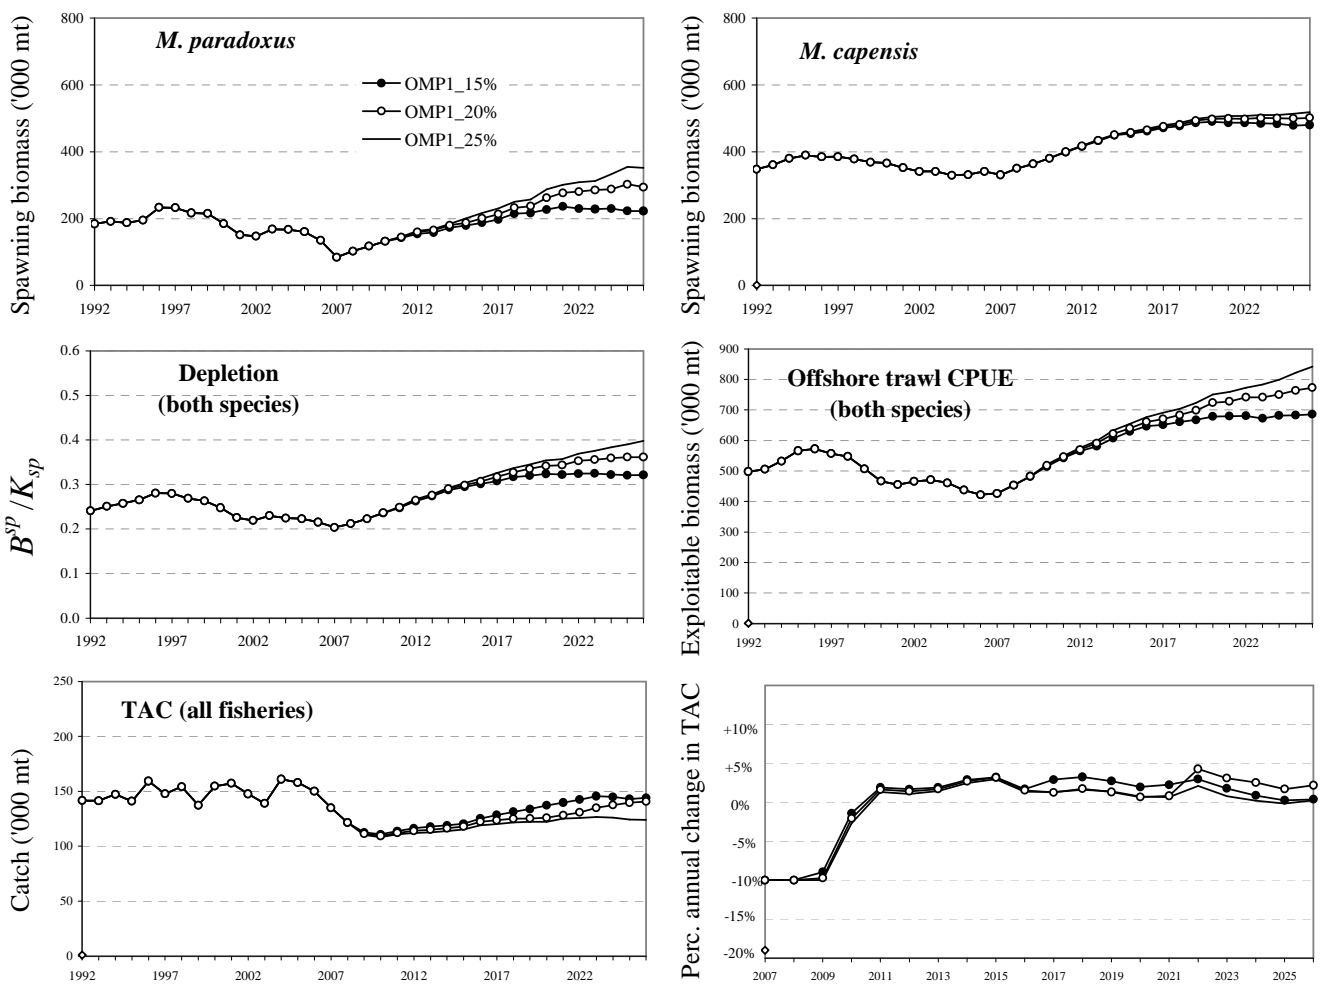 M. paradoxus
OMP1_15%
OMP1_20%
OMP1_25%
Spawning biomass ('000 mt)
800
600
400
200
0
1992 1997 2002 2007 2012 2017 2022
M. capensis
Spawning biomass ('000 mt)
800
600
400
200
0
1992 1997 2002 2007 2012 2017 2022
Depletion
(both species)
B^sp /K_sp
0.6
0.5
0.4
0.3
0.2
0.1
0.0
1992 1997 2002 2007 2012 2017 2022
Offshore trawl CPUE
(both species)
Exploitable biomass ('000 mt)
900
800
700
600
500
400
300
200
100
0
1992 1997 2002 2007 2012 2017 2022
TAC (all fisheries)
Catch ('000 mt)
250
200
150
100
50
0
1992 1997 2002 2007 2012 2017 2022
Perc. annual change in TAC
+10%
+5%
0%
-5%
-10%
-15%
-20%
2007 2009 2011 2013 2015 2017 2019 2021 2023 2025